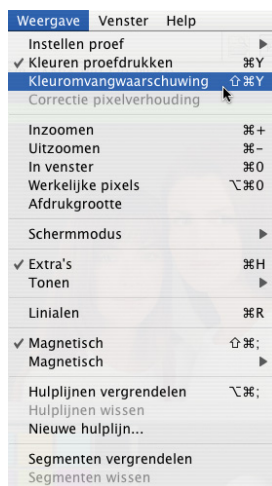 Weergave Venster Help
Instellen proef ▶
✓ Kleuren proefdrukken ⌘Y
Kleuromvangwaarschuwing ⇧⌘Y
Correctie pixelverhouding
Inzoomen ⌘+
Uitzoomen ⌘-
In venster ⌘0
Werkelijke pixels ⌥⌘0
Afdrukgrootte
Schermmodus ▶
✓ Extra's ⌘H
Tonen ▶
Linialen ⌘R
✓ Magnetisch ⇧⌘;
Magnetisch ▶
Hulplijnen vergrendelen ⌥⌘;
Hulplijnen wissen
Nieuwe hulplijn...
Segmenten vergrendelen
Segmenten wissen